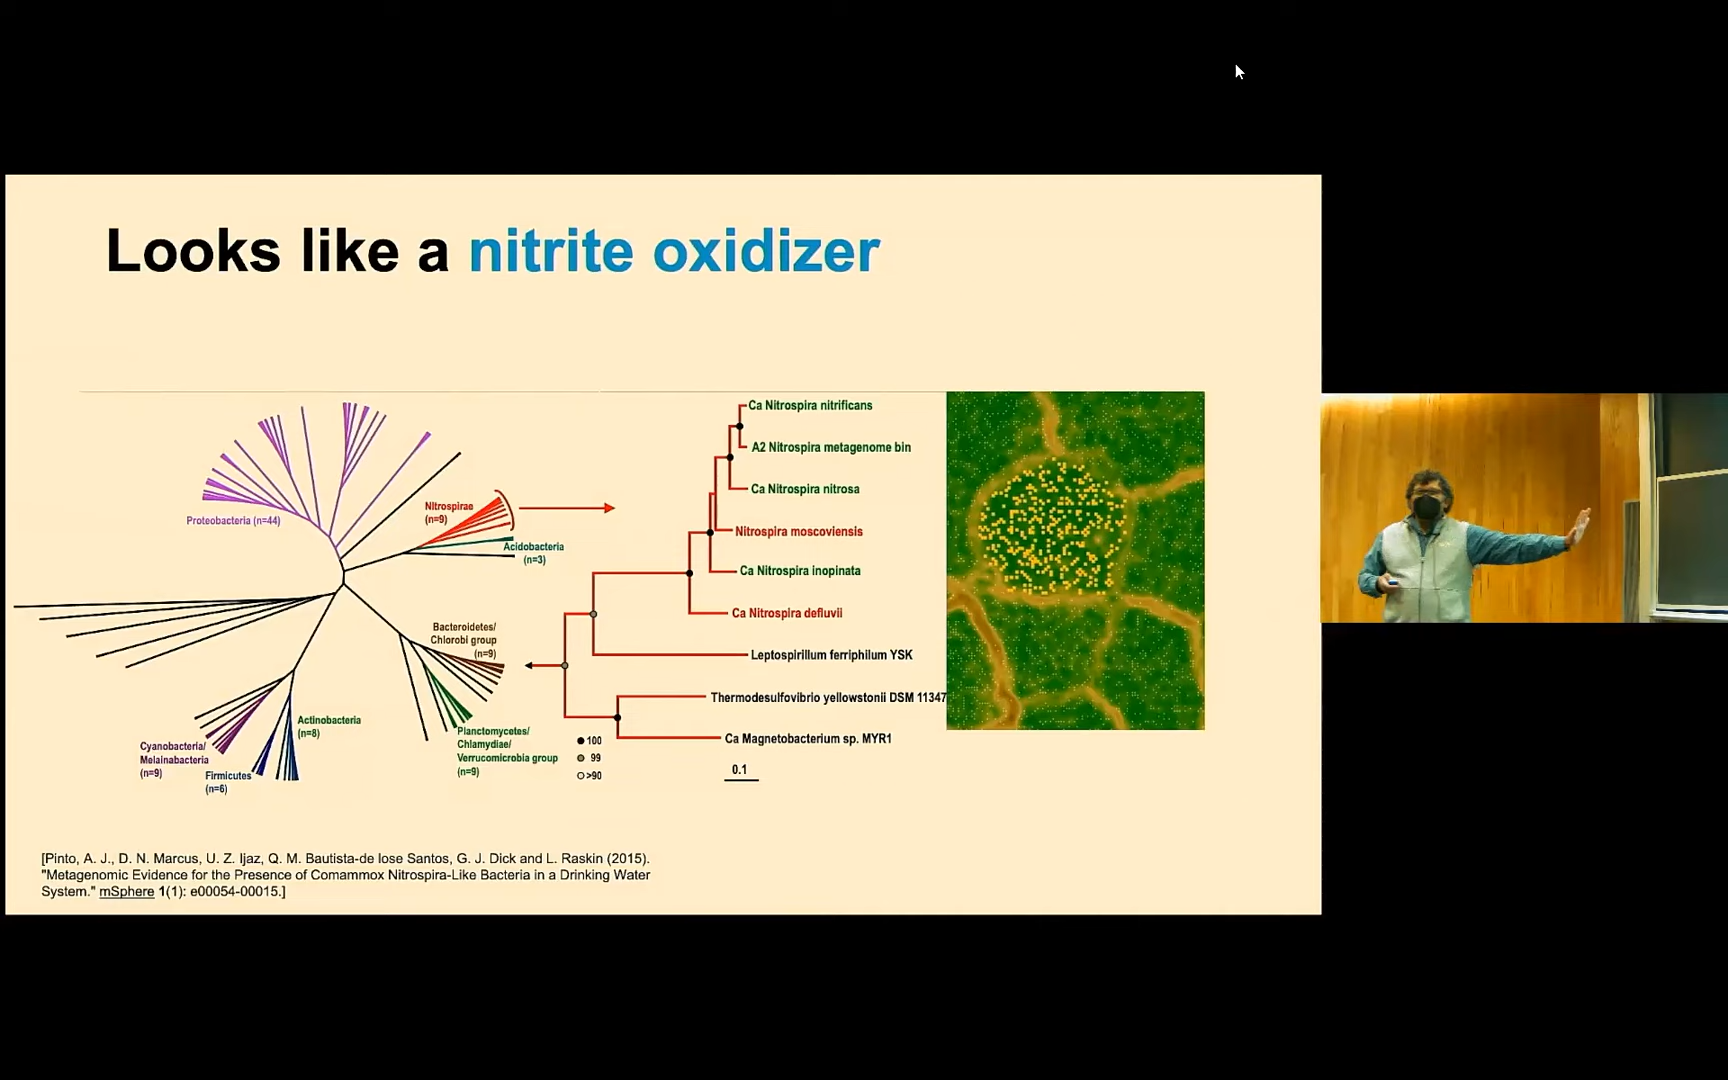 Looks like a nitrite oxidizer
Proteobacteria (n=44)
Nitrospirae
(n=9)
Acidobacteria
(n=3)
Bacteroidetes/
Chlorobi group
(n=9)
Planctomycetes/
Chlamydiae/
Verrucomicrobia group
(n=9)
Actinobacteria
(n=8)
Cyanobacteria/
Melainabacteria
(n=9)
Firmicutes
(n=6)
Ca Nitrospira nitrificans
A2 Nitrospira metagenome bin
Ca Nitrospira nitrosa
Nitrospira moscoviensis
Ca Nitrospira inopinata
Ca Nitrospira defluvii
Leptospirillum ferriphilum YSK
Thermodesulfovibrio yellowstonii DSM 11347
Ca Magnetobacterium sp. MYR1
100
99
>90
0.1
[Pinto, A. J., D. N. Marcus, U. Z. Ijaz, Q. M. Bautista-de lose Santos, G. J. Dick and L. Raskin (2015).
"Metagenomic Evidence for the Presence of Comammox Nitrospira-Like Bacteria in a Drinking Water
System." mSphere 1(1): e00054-00015.]